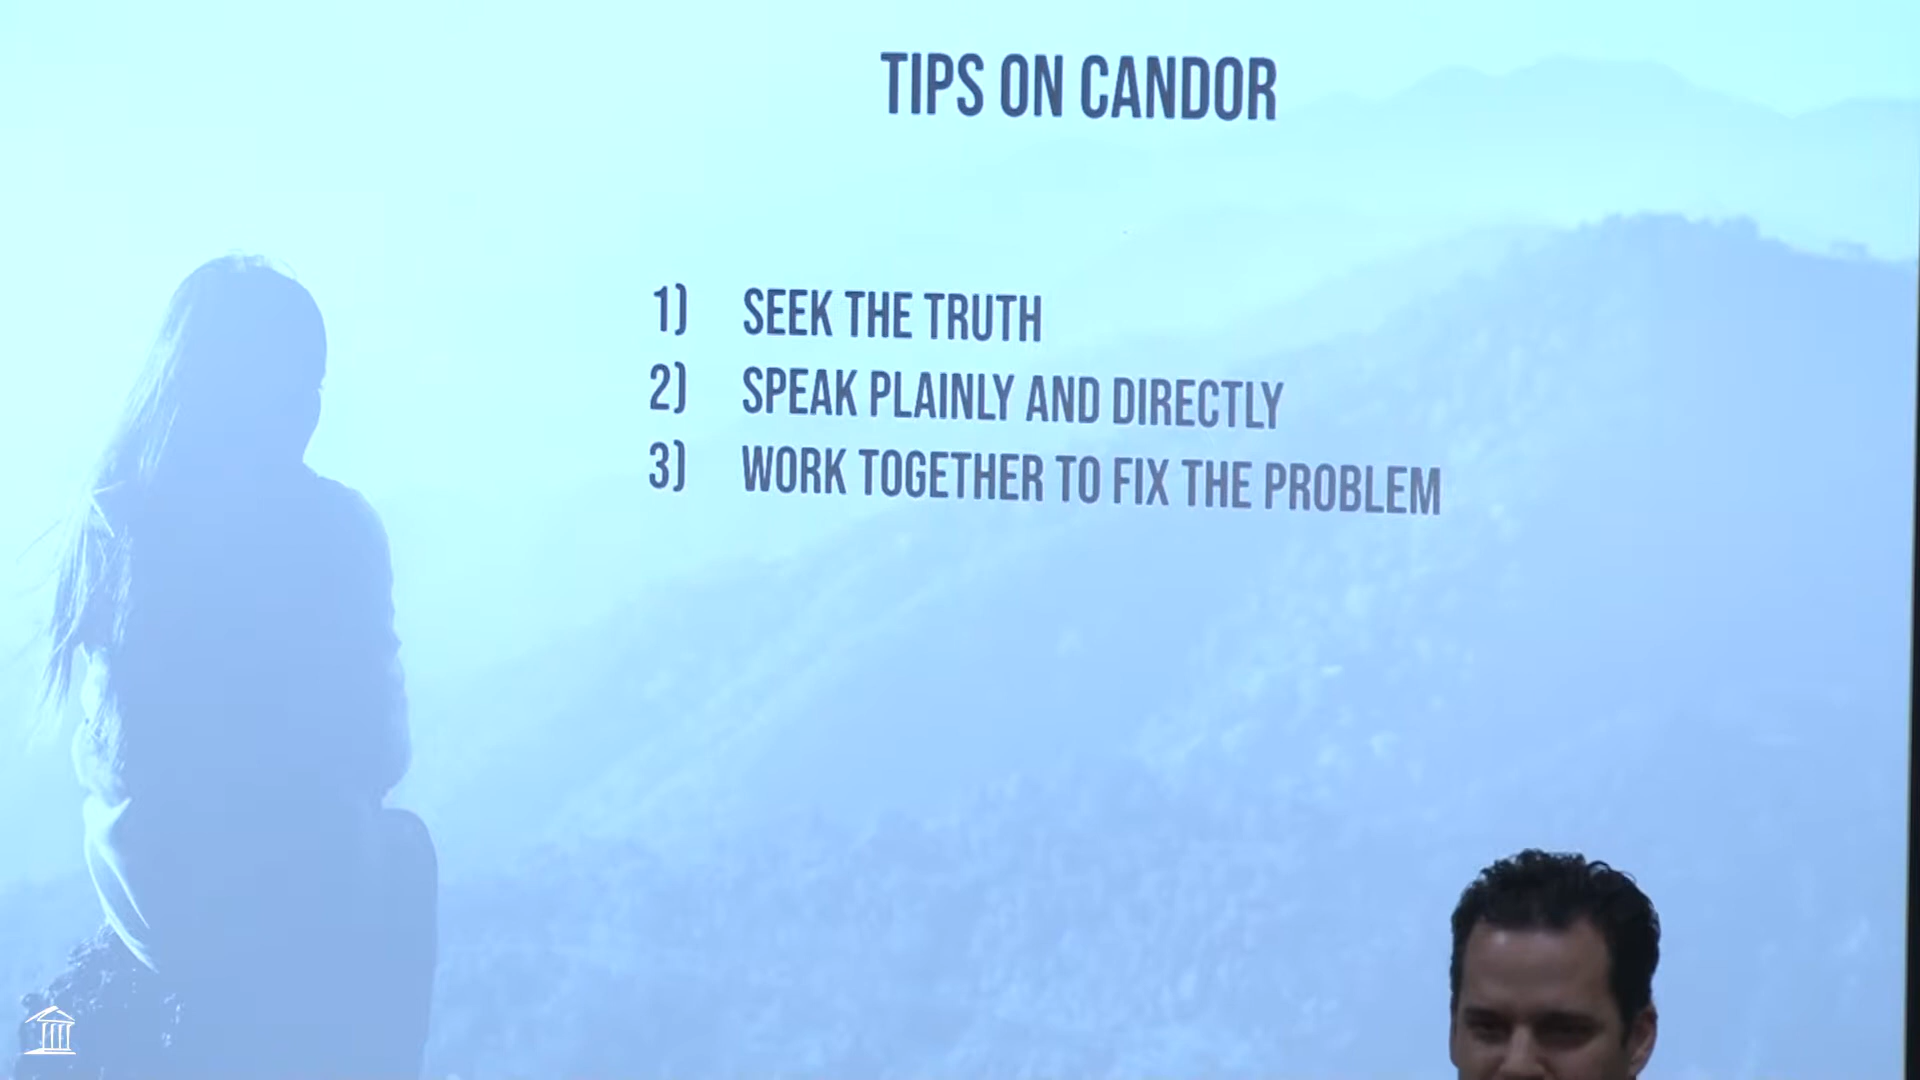 TIPS ON CANDOR
1) SEEK THE TRUTH
2) SPEAK PLAINLY AND DIRECTLY
3) WORK TOGETHER TO FIX THE PROBLEM